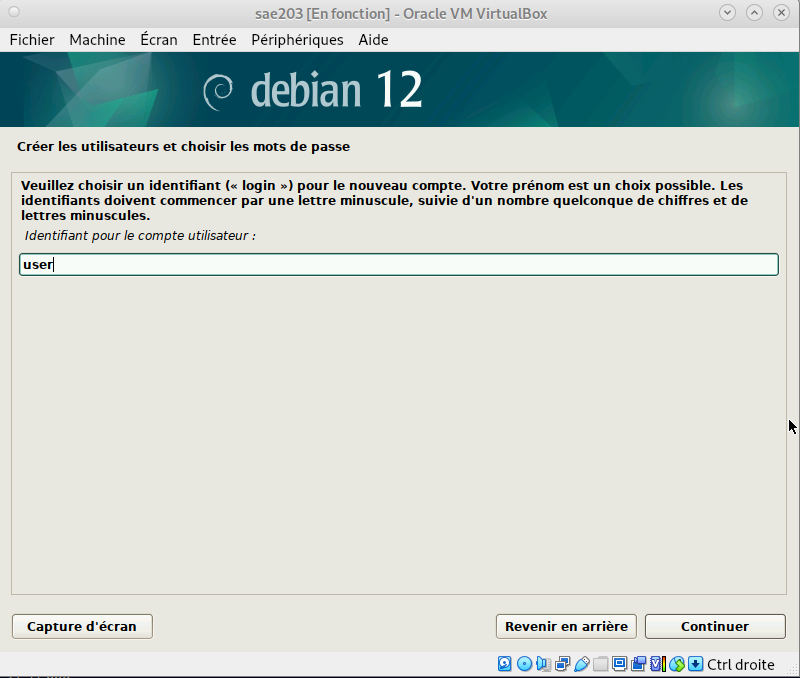 sae203 [En fonction] - Oracle VM VirtualBox
Fichier Machine Écran Entrée Périphériques Aide
debian 12
Créer les utilisateurs et choisir les mots de passe
Veuillez choisir un identifiant (« login ») pour le nouveau compte. Votre prénom est un choix possible. Les
identifiants doivent commencer par une lettre minuscule, suivie d'un nombre quelconque de chiffres et de
lettres minuscules.
Identifiant pour le compte utilisateur :
user
Capture d'écran Revenir en arrière Continuer
Ctrl droite